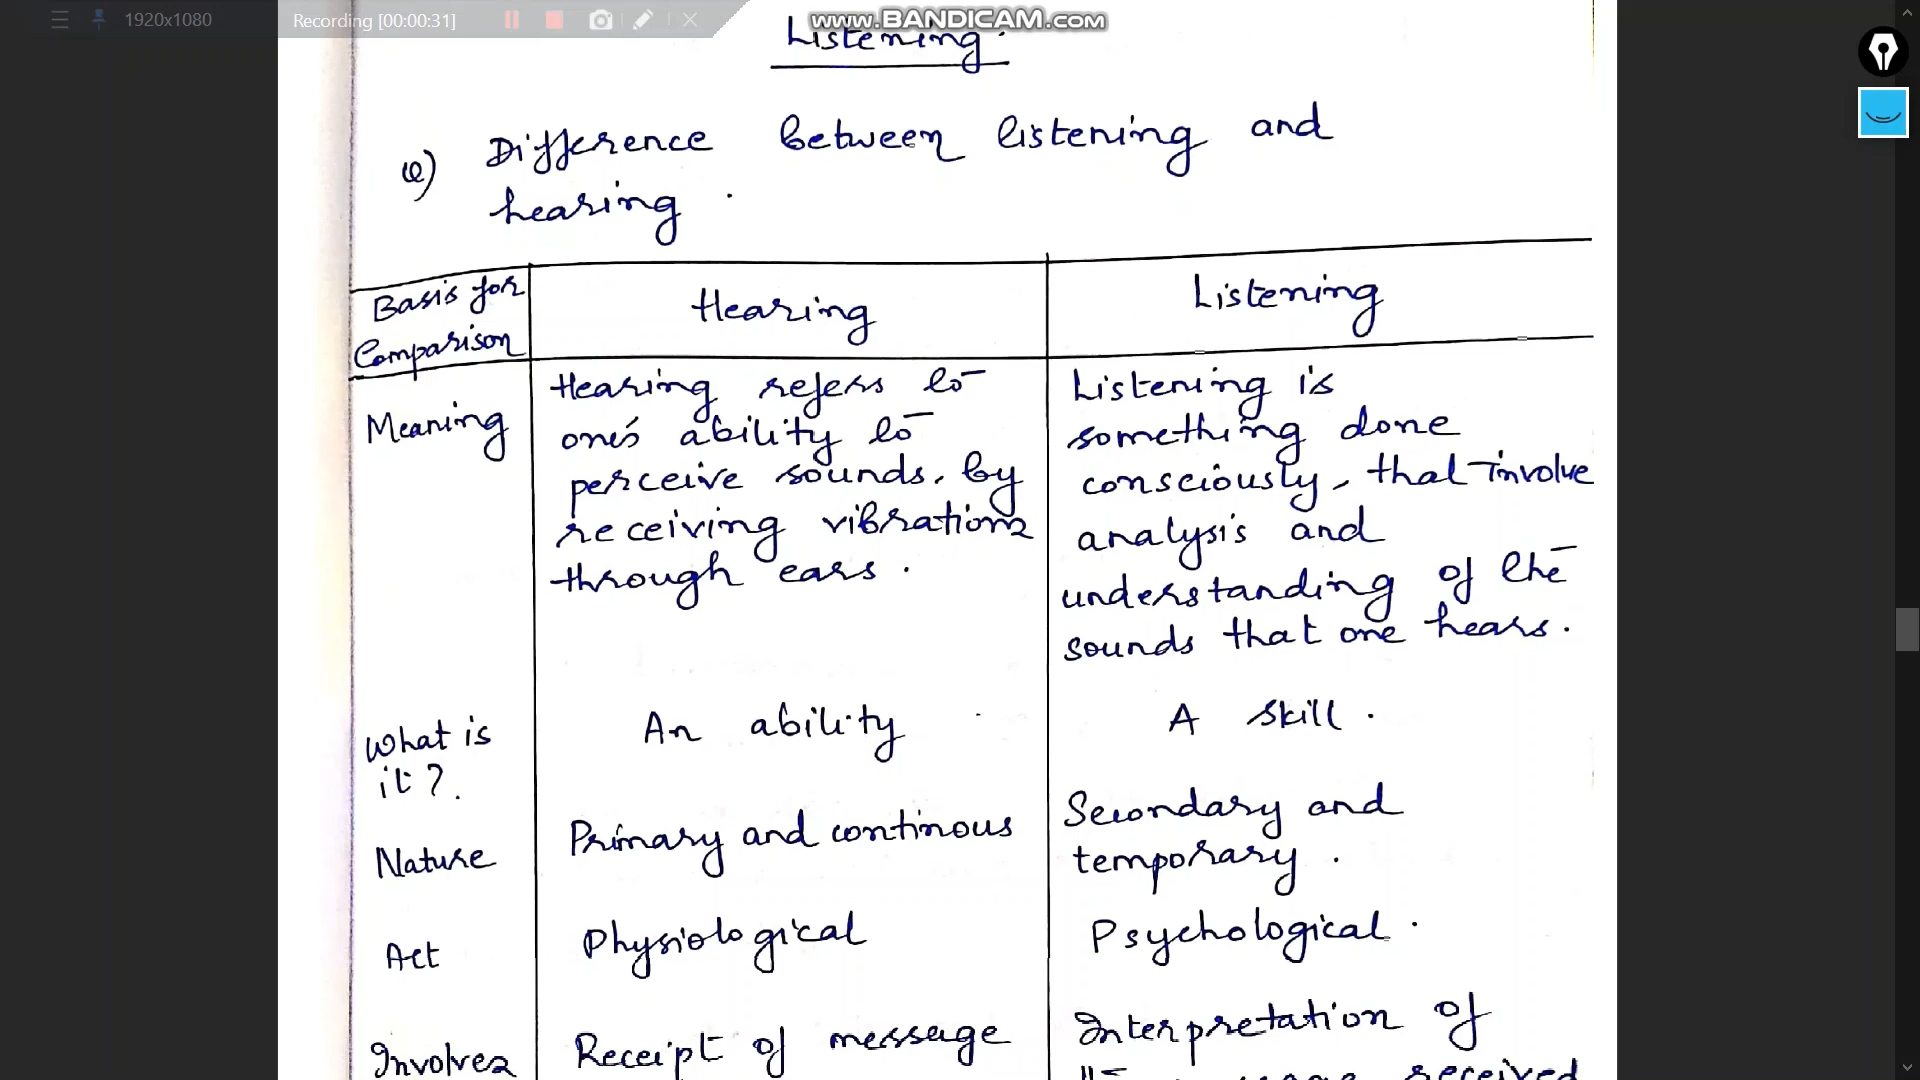 1920x1080
Recording [00:00:31]
www.BANDICAM.com
Listening.
Difference between listening and
hearing.
Basis for
Comparison
Hearing
Listening
Meaning
Hearing refers to
one's ability to
perceive sounds, by
receiving vibrations
through ears.
Listening is
something done
consciously, that involve
analysis and
understanding of the
sounds that one hears.
What is
it?
An ability
A skill.
Nature
Primary and continous
Secondary and
temporary.
Act
Physiological
Psychological.
Involves
Receipt of message
Interpretation of
received